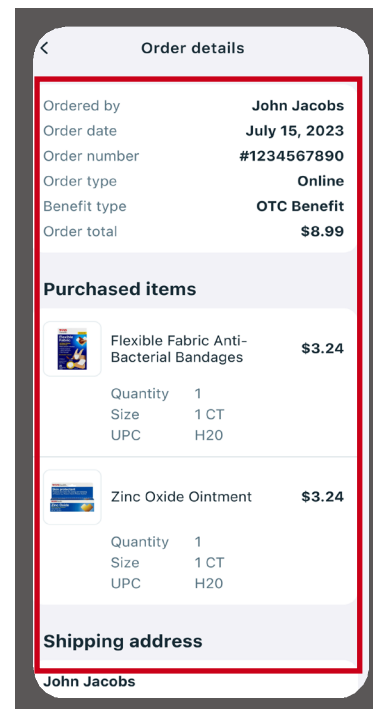 Order details
Ordered by John Jacobs
Order date July 15, 2023
Order number #1234567890
Order type Online
Benefit type OTC Benefit
Order total $8.99
Purchased items
Flexible Fabric Anti-
Bacterial Bandages $3.24
Quantity 1
Size 1 CT
UPC H20
Zinc Oxide Ointment $3.24
Quantity 1
Size 1 CT
UPC H20
Shipping address
John Jacobs